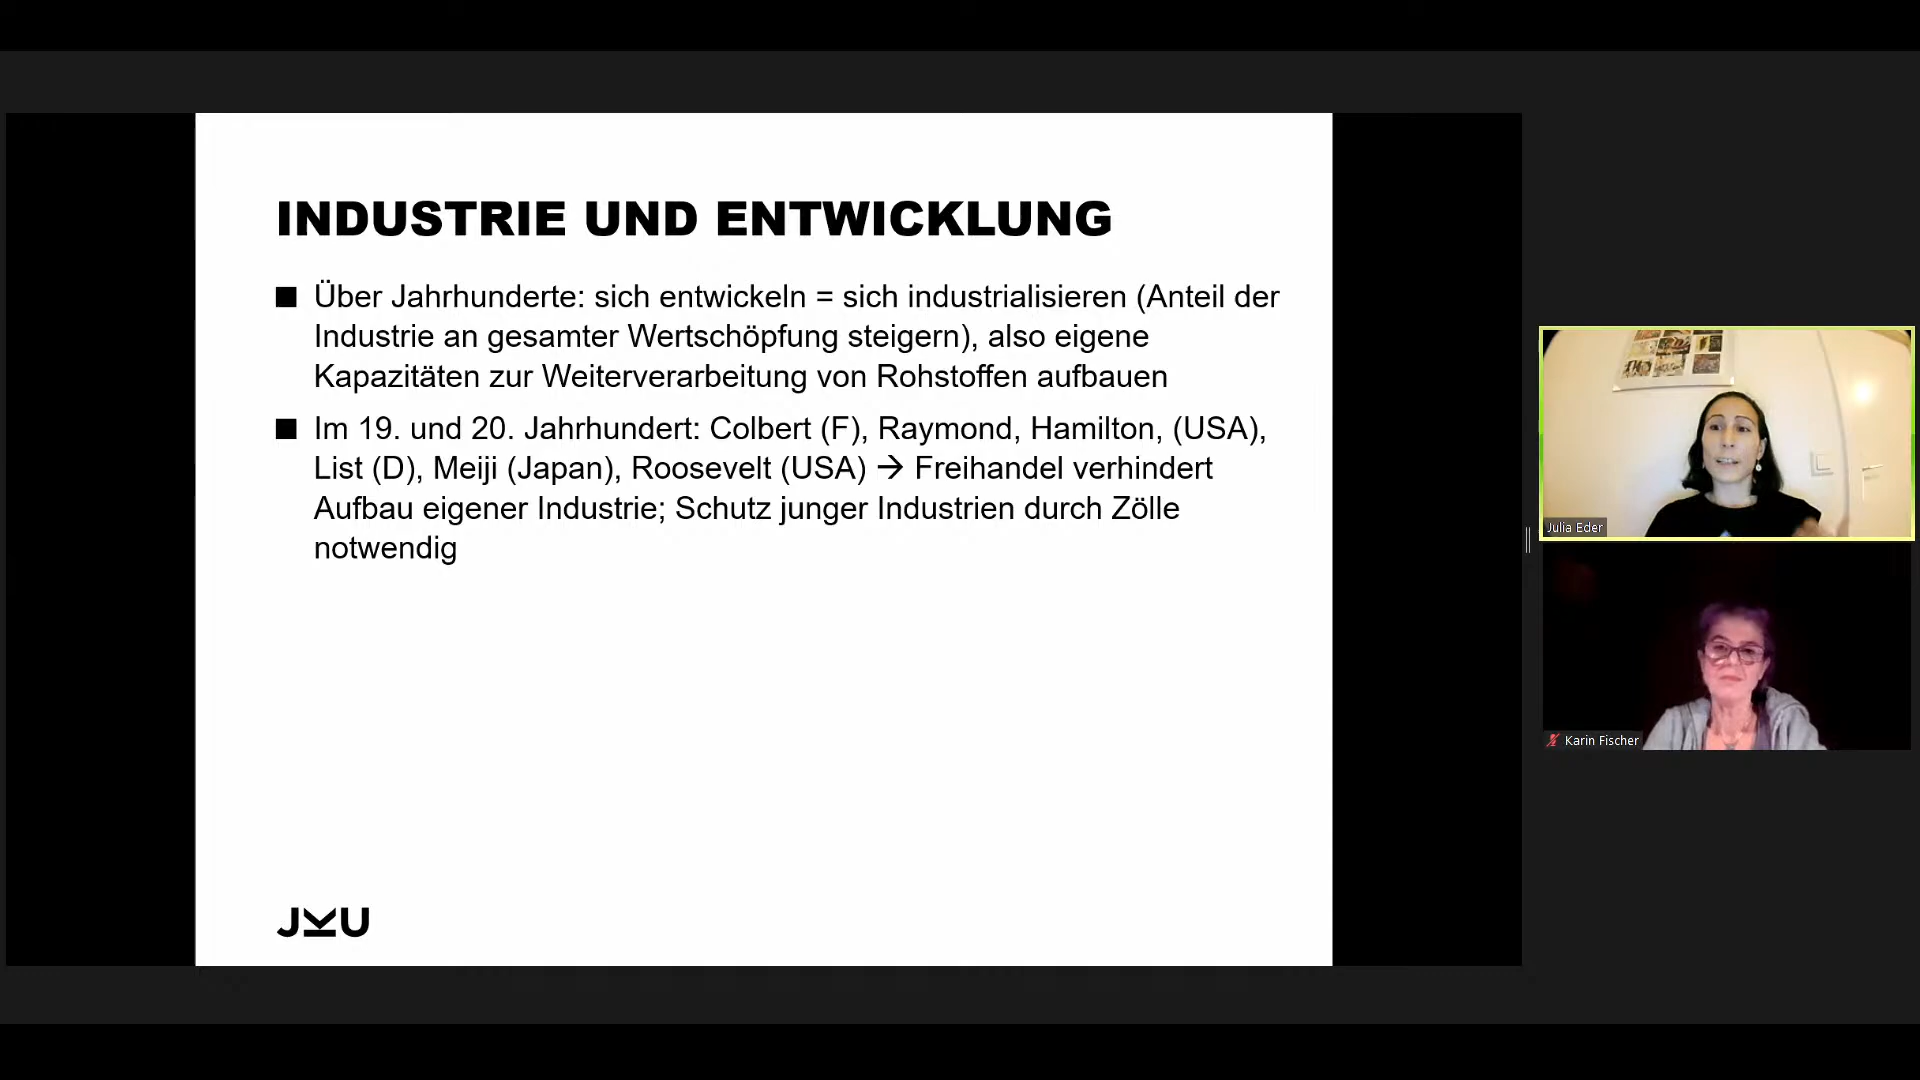 INDUSTRIE UND ENTWICKLUNG
■ Über Jahrhunderte: sich entwickeln = sich industrialisieren (Anteil der
Industrie an gesamter Wertschöpfung steigern), also eigene
Kapazitäten zur Weiterverarbeitung von Rohstoffen aufbauen
■ Im 19. und 20. Jahrhundert: Colbert (F), Raymond, Hamilton, (USA),
List (D), Meiji (Japan), Roosevelt (USA) → Freihandel verhindert
Aufbau eigener Industrie; Schutz junger Industrien durch Zölle
notwendig
JKU
Julia Eder
Karin Fischer